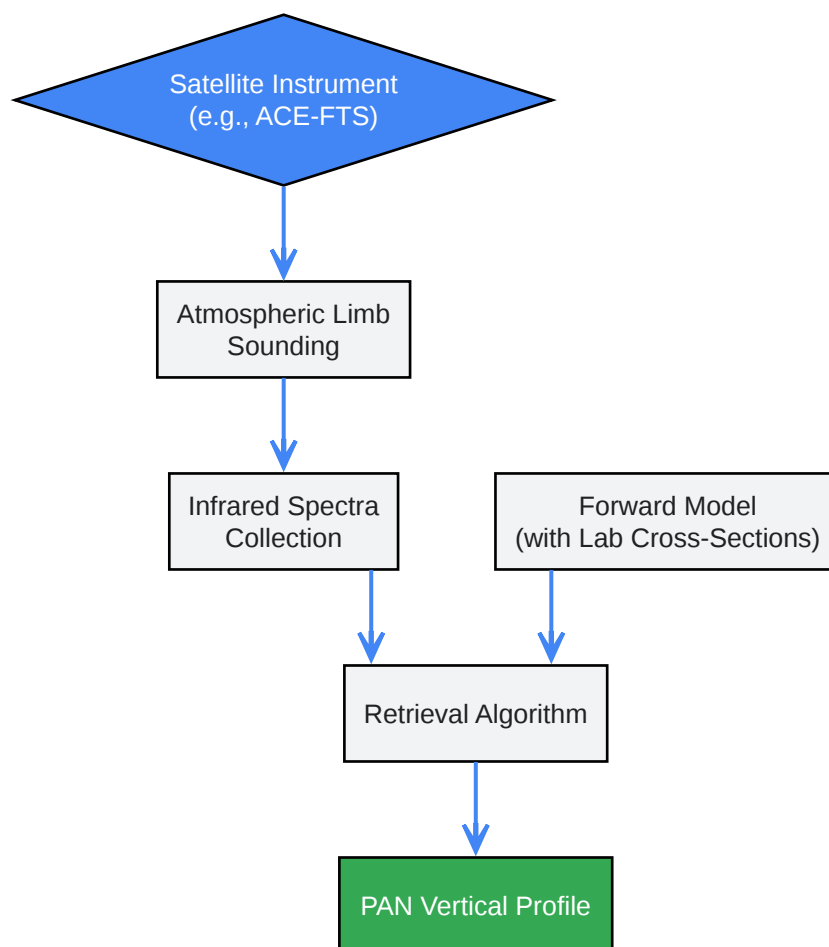 Satellite Instrument
(e.g., ACE-FTS)
Atmospheric Limb
Sounding
Infrared Spectra
Collection
Forward Model
(with Lab Cross-Sections)
Retrieval Algorithm
PAN Vertical Profile